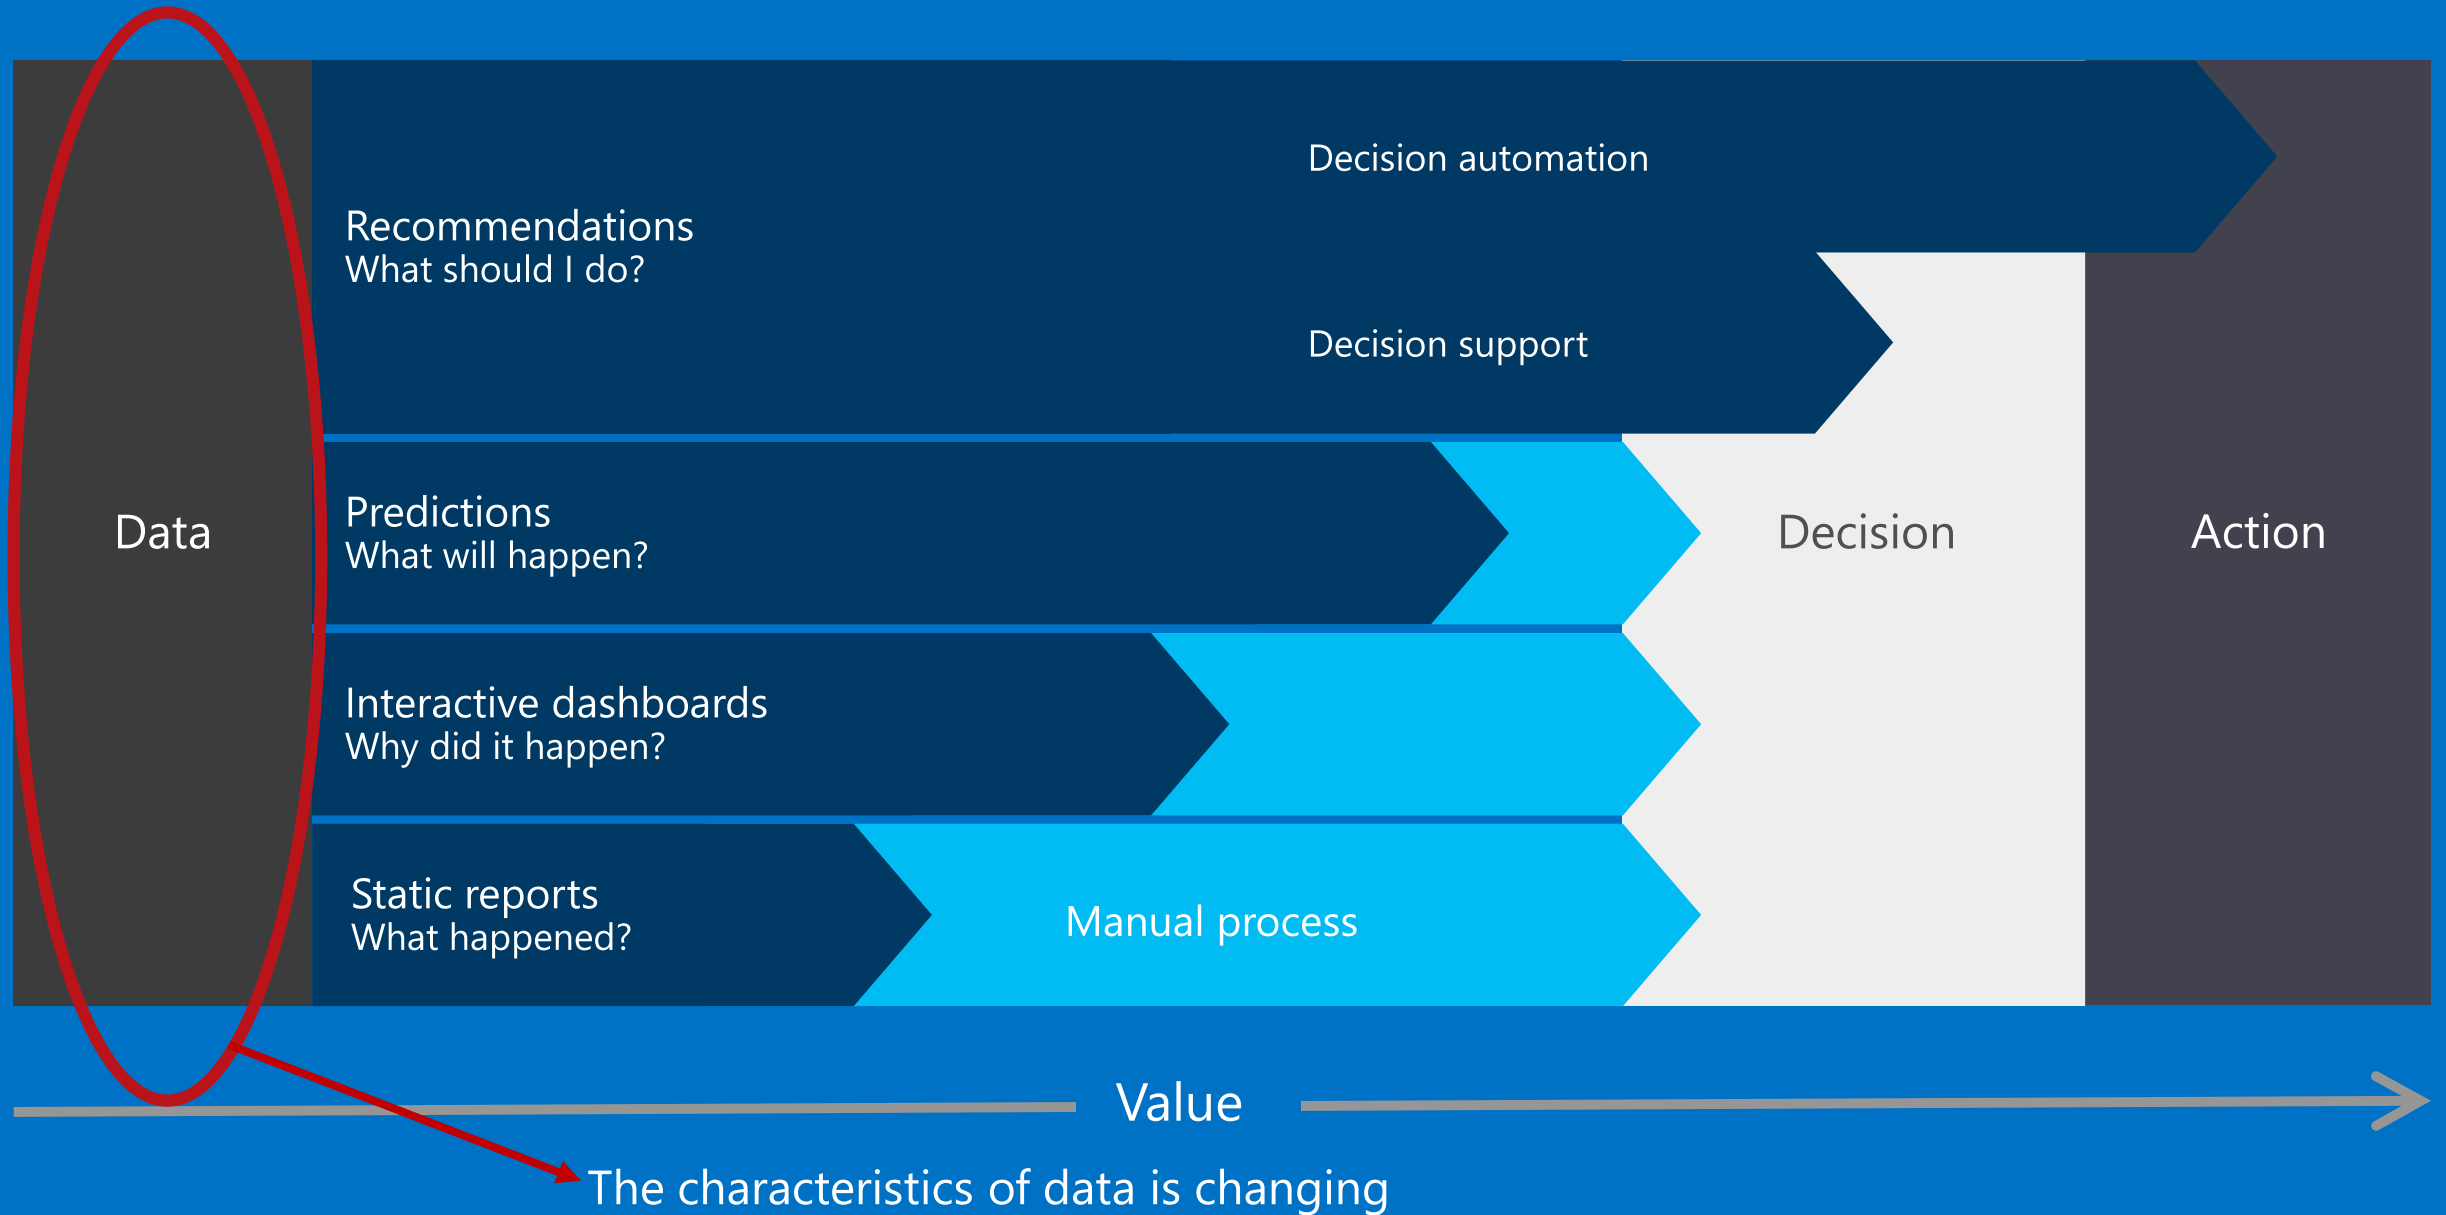 Data
Recommendations
What should I do?
Decision automation
Decision support
Predictions
What will happen?
Interactive dashboards
Why did it happen?
Static reports
What happened?
Manual process
Decision
Action
Value
The characteristics of data is changing